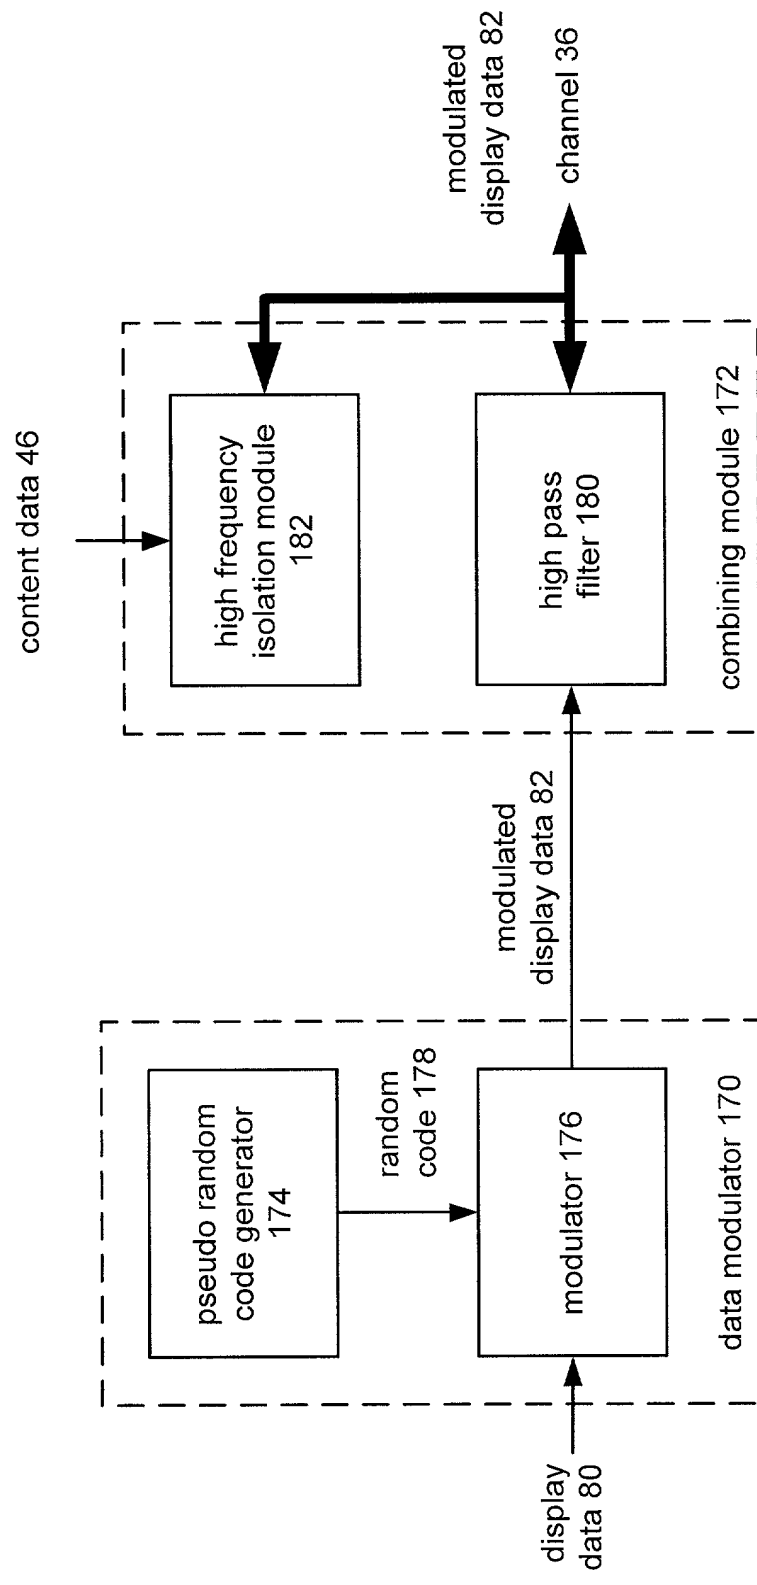 content data 46
high frequency
isolation module
182
high pass
filter 180
combining module 172
modulated
display data 82
channel 36
modulated
display data 82
pseudo random
code generator
174
random
code 178
modulator 176
data modulator 170
display
data 80